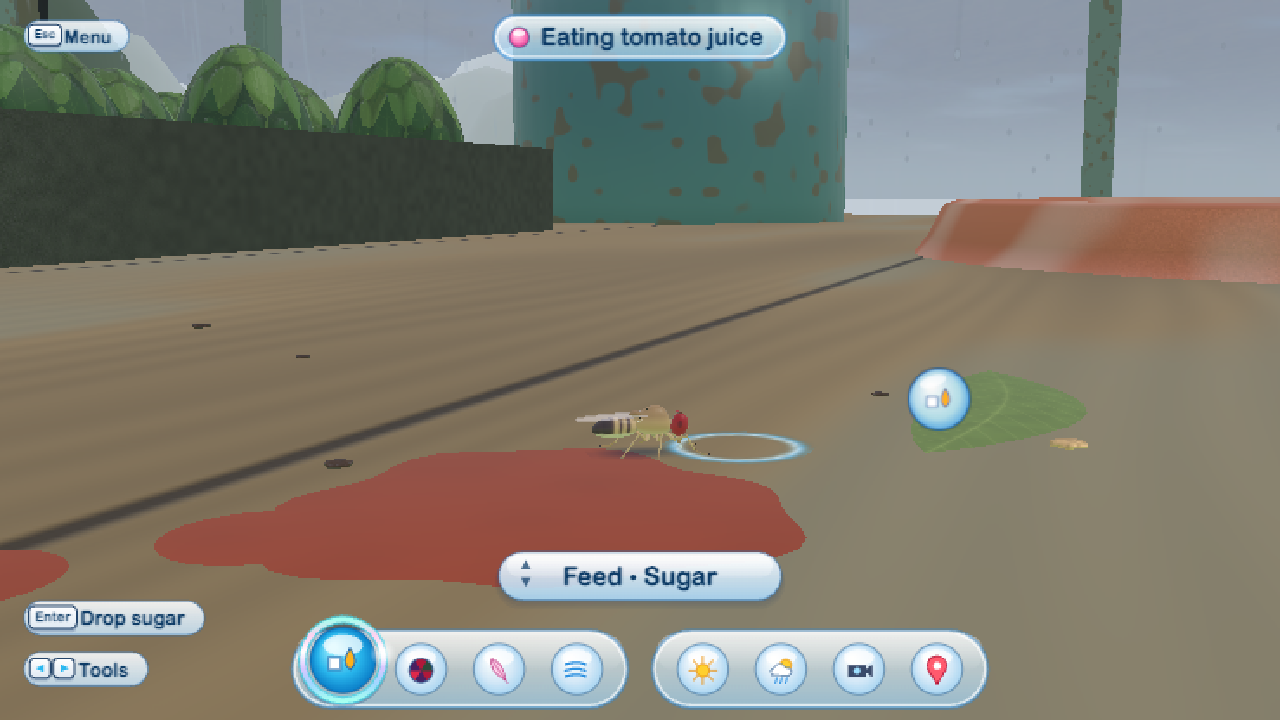 Esc Menu
Eating tomato juice
Feed • Sugar
Enter Drop sugar
Tools